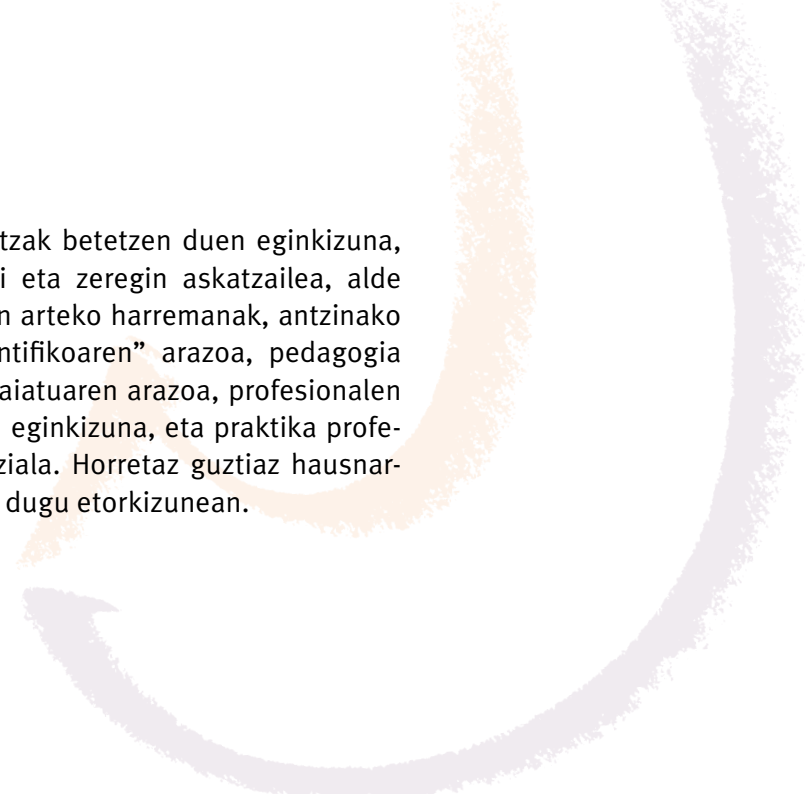 tzak betetzen duen eginkizuna,
i eta zeregin askatzailea, alde
n arteko harremanak, antzinako
ntifikoaren” arazoa, pedagogia
aiatuaren arazoa, profesionalen
eginkizuna, eta praktika profe-
ziala. Horretaz guztiaz hausnar-
dugu etorkizunean.